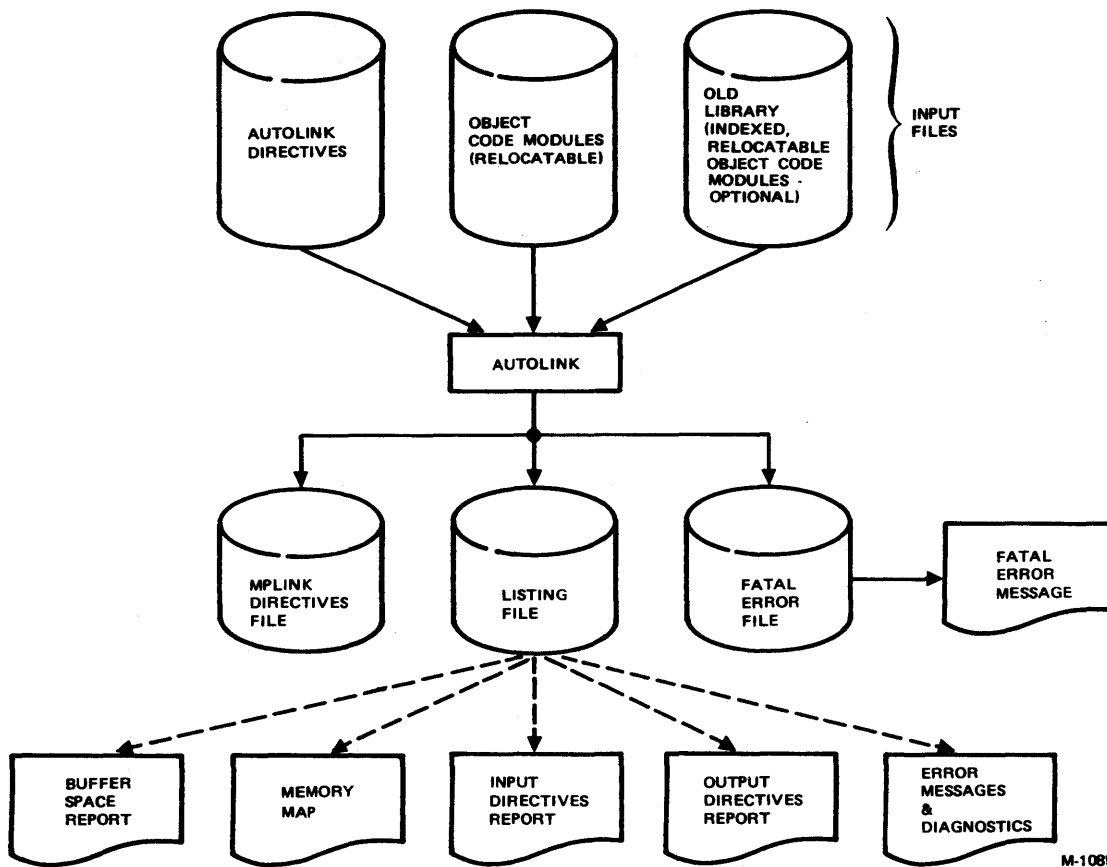 AUTOLINK
DIRECTIVES
OBJECT
CODE MODULES
(RELOCATABLE)
OLD
LIBRARY
(INDEXED,
RELOCATABLE
OBJECT CODE
MODULES -
OPTIONAL)
INPUT
FILES
AUTOLINK
MPLINK
DIRECTIVES
FILE
LISTING
FILE
FATAL ERROR
FILE
FATAL
ERROR
MESSAGE
BUFFER
SPACE
REPORT
MEMORY
MAP
INPUT
DIRECTIVES
REPORT
OUTPUT
DIRECTIVES
REPORT
ERROR
MESSAGES
&
DIAGNOSTICS